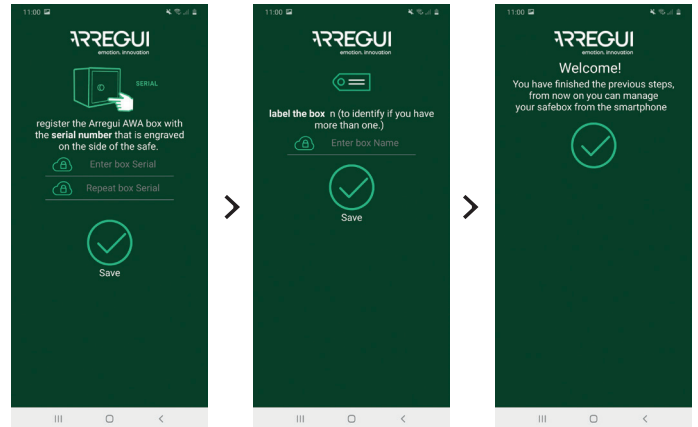 11:00
ARREGUI
emotion. innovation
SERIAL
register the Arregui AWA box with
the serial number that is engraved
on the side of the safe.
Enter box Serial
Repeat box Serial
Save
11:00
ARREGUI
emotion. innovation
label the box n (to identify if you have
more than one.)
Enter box Name
Save
11:00
ARREGUI
emotion. innovation
Welcome!
You have finished the previous steps,
from now on you can manage
your safebox from the smartphone